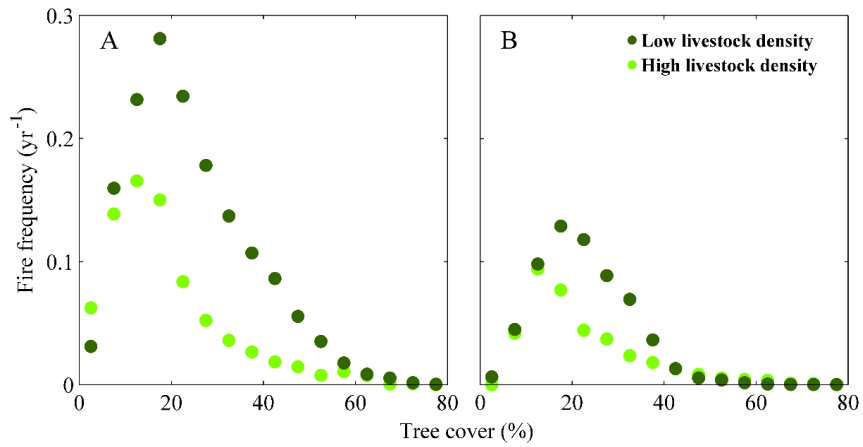 A
B
Low livestock density
High livestock density
0.3
0.2
0.1
0
Fire frequency (yr⁻¹)
0 20 40 60 80
0 20 40 60 80
Tree cover (%)